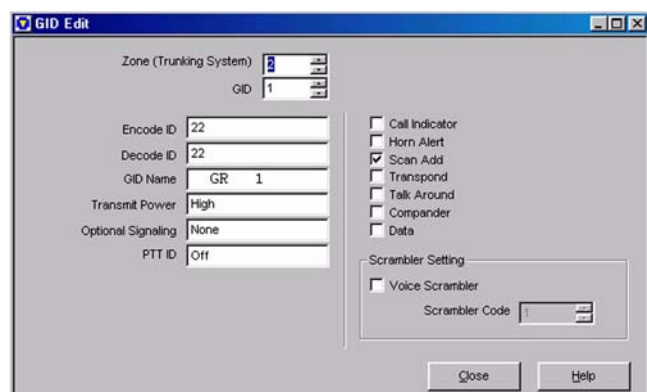 GID Edit
Zone (Trunking System) 2
GID 1
Encode ID 22
Decode ID 22
GID Name GR 1
Transmit Power High
Optional Signaling None
PTT ID Off
Call Indicator
Horn Alert
Scan Add
Transpond
Talk Around
Compander
Data
Scrambler Setting
Voice Scrambler
Scrambler Code 1
Close Help